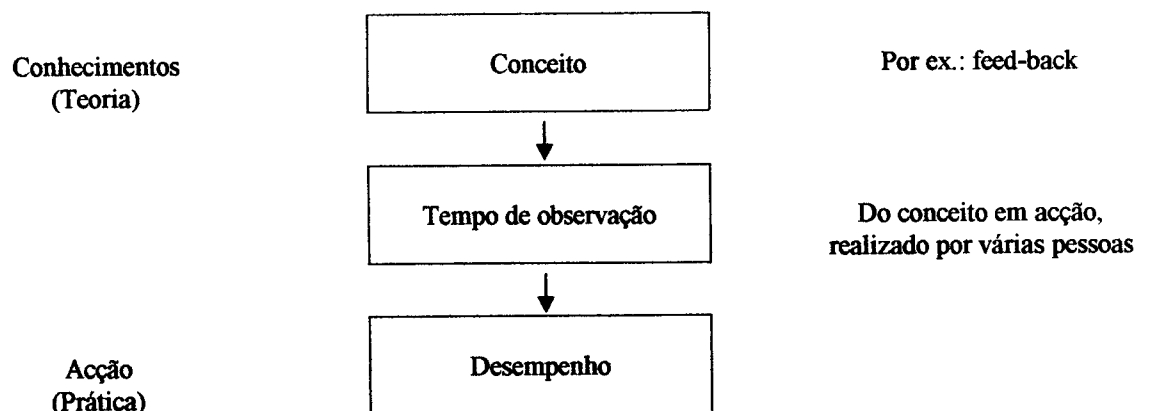 Conhecimentos
(Teoria)
Conceito
Por ex.: feed-back
Tempo de observação
Do conceito em acção,
realizado por várias pessoas
Acção
(Prática)
Desempenho